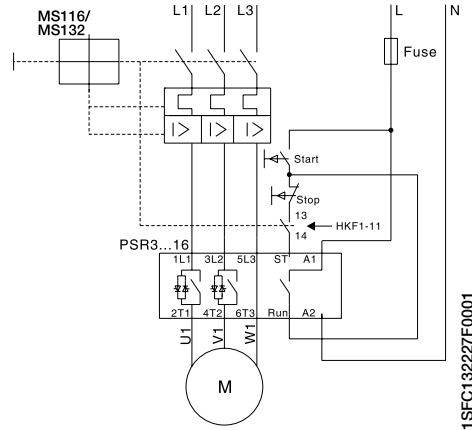 L1 L2 L3 L N
MS116/
MS132
Fuse
I> I> I>
Start
Stop
13
HKF1-11
14
PSR3...16
1L1 3L2 5L3 ST A1
2T1 4T2 6T3 Run A2
U1 V1 W1
M
1SFC132227F0001